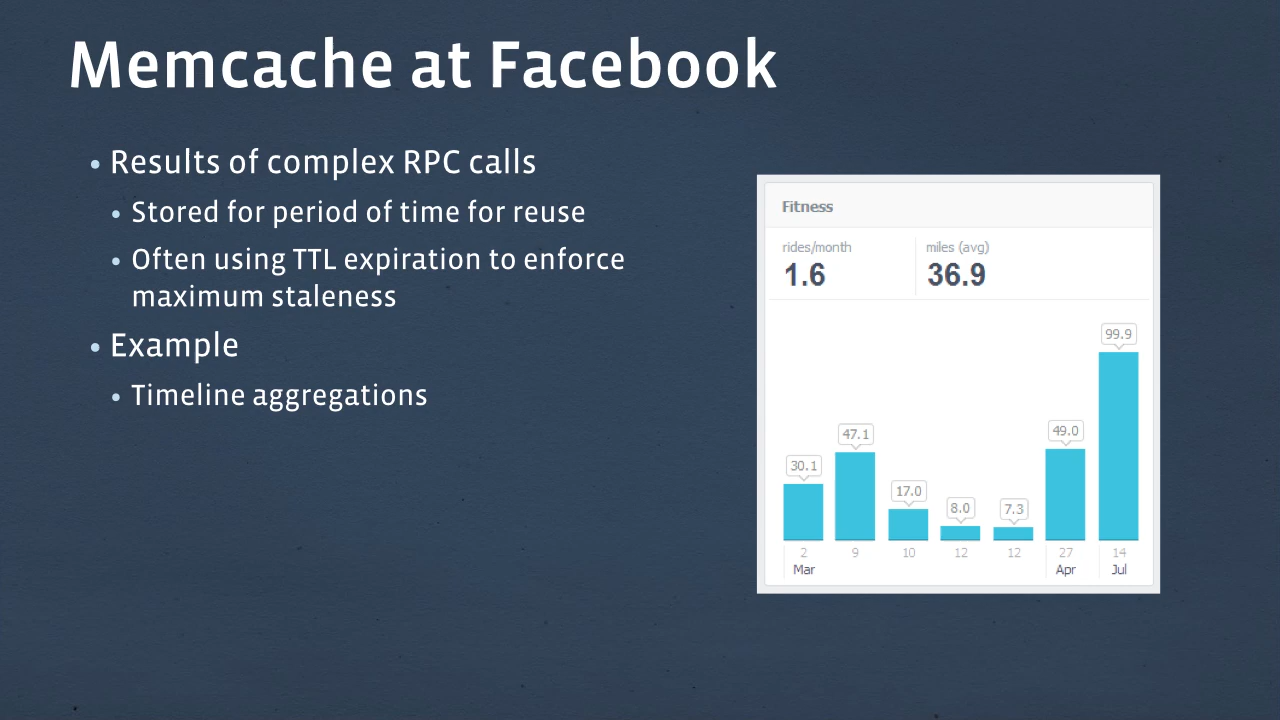 Memcache at Facebook
• Results of complex RPC calls
• Stored for period of time for reuse
• Often using TTL expiration to enforce
maximum staleness
• Example
• Timeline aggregations
Fitness
rides/month miles (avg)
1.6 36.9
99.9
49.0
47.1
30.1
17.0
8.0
7.3
2 9 10 12 12 27 14
Mar Apr Jul